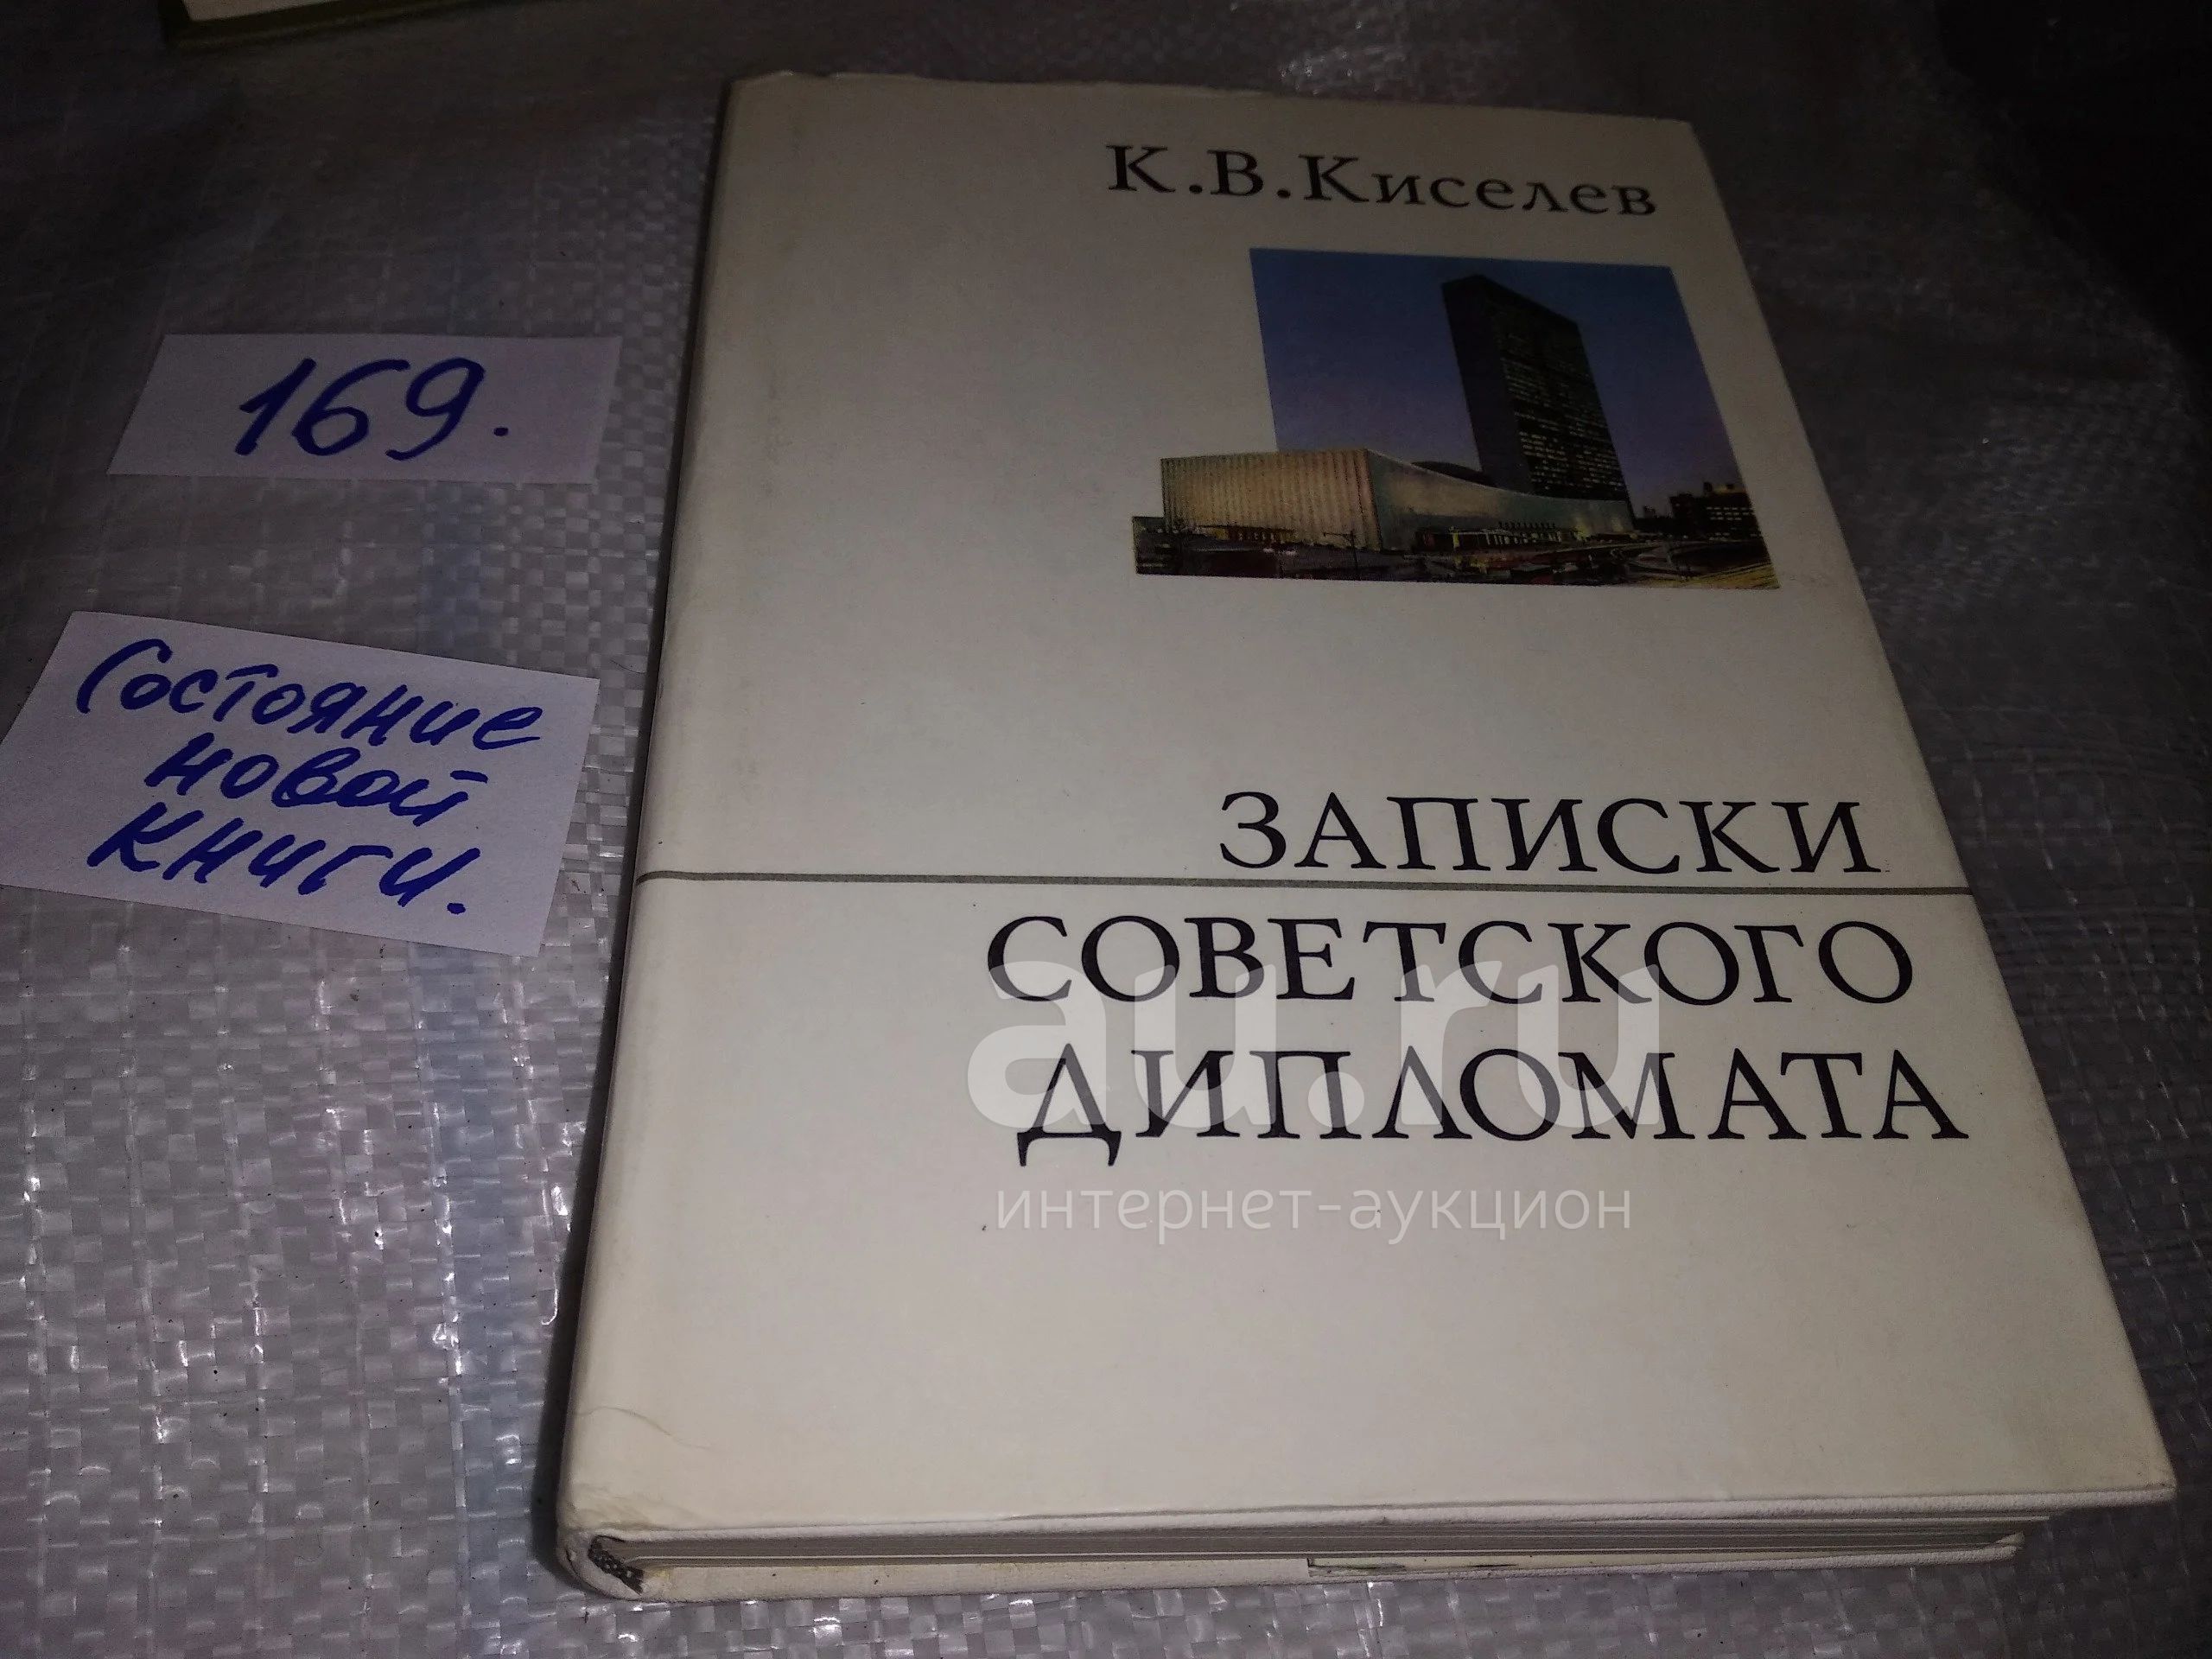 К.В.Киселев
169.
Состояние
новой
книги.
ЗАПИСКИ
СОВЕТСКОГО
ДИПЛОМАТА
au.ru
интернет-аукцион